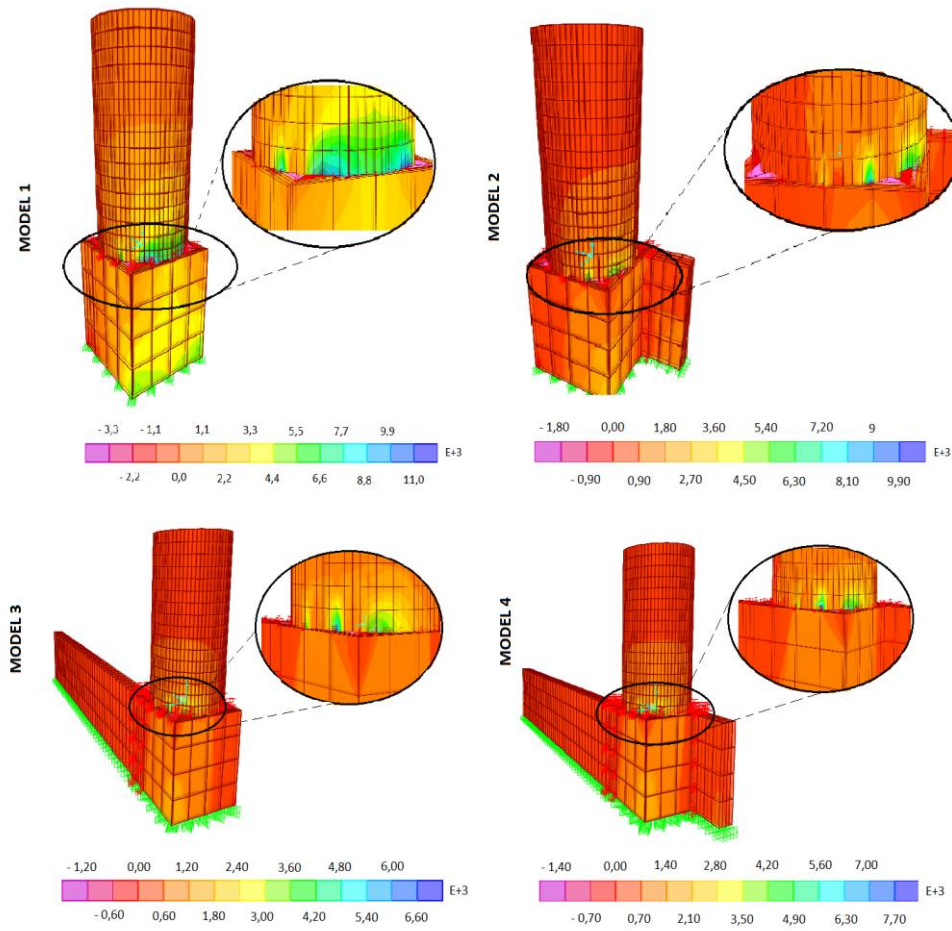 MODEL 1
- 3,3 - 1,1 1,1 3,3 5,5 7,7 9,9
E+3
- 2,2 0,0 2,2 4,4 6,6 8,8 11,0
MODEL 2
- 1,80 0,00 1,80 3,60 5,40 7,20 9
E+3
- 0,90 0,90 2,70 4,50 6,30 8,10 9,90
MODEL 3
- 1,20 0,00 1,20 2,40 3,60 4,80 6,00
E+3
- 0,60 0,60 1,80 3,00 4,20 5,40 6,60
MODEL 4
- 1,40 0,00 1,40 2,80 4,20 5,60 7,00
E+3
- 0,70 0,70 2,10 3,50 4,90 6,30 7,70